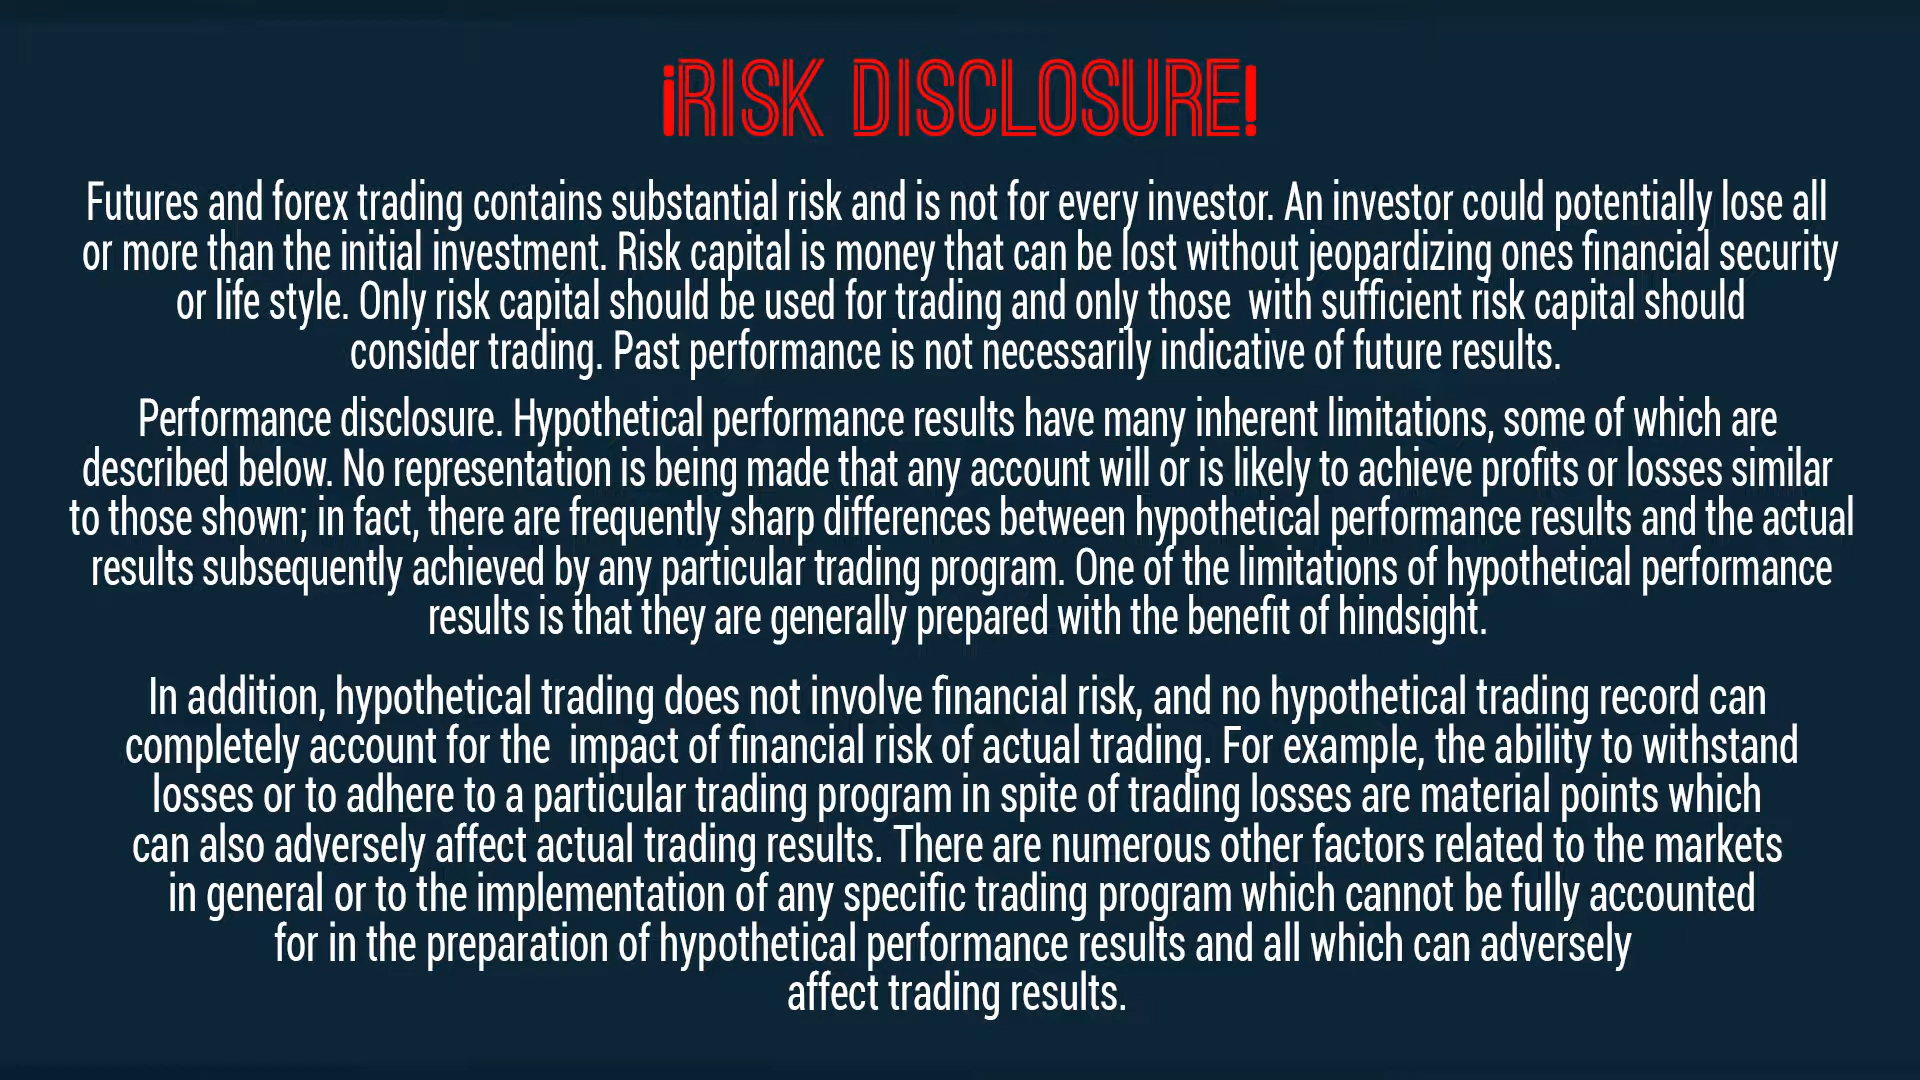 ¡RISK DISCLOSURE!
Futures and forex trading contains substantial risk and is not for every investor. An investor could potentially lose all
or more than the initial investment. Risk capital is money that can be lost without jeopardizing ones financial security
or life style. Only risk capital should be used for trading and only those  with sufficient risk capital should
consider trading. Past performance is not necessarily indicative of future results.
Performance disclosure. Hypothetical performance results have many inherent limitations, some of which are
described below. No representation is being made that any account will or is likely to achieve profits or losses similar
to those shown; in fact, there are frequently sharp differences between hypothetical performance results and the actual
results subsequently achieved by any particular trading program. One of the limitations of hypothetical performance
results is that they are generally prepared with the benefit of hindsight.
In addition, hypothetical trading does not involve financial risk, and no hypothetical trading record can
completely account for the  impact of financial risk of actual trading. For example, the ability to withstand
losses or to adhere to a particular trading program in spite of trading losses are material points which
can also adversely affect actual trading results. There are numerous other factors related to the markets
in general or to the implementation of any specific trading program which cannot be fully accounted
for in the preparation of hypothetical performance results and all which can adversely
affect trading results.